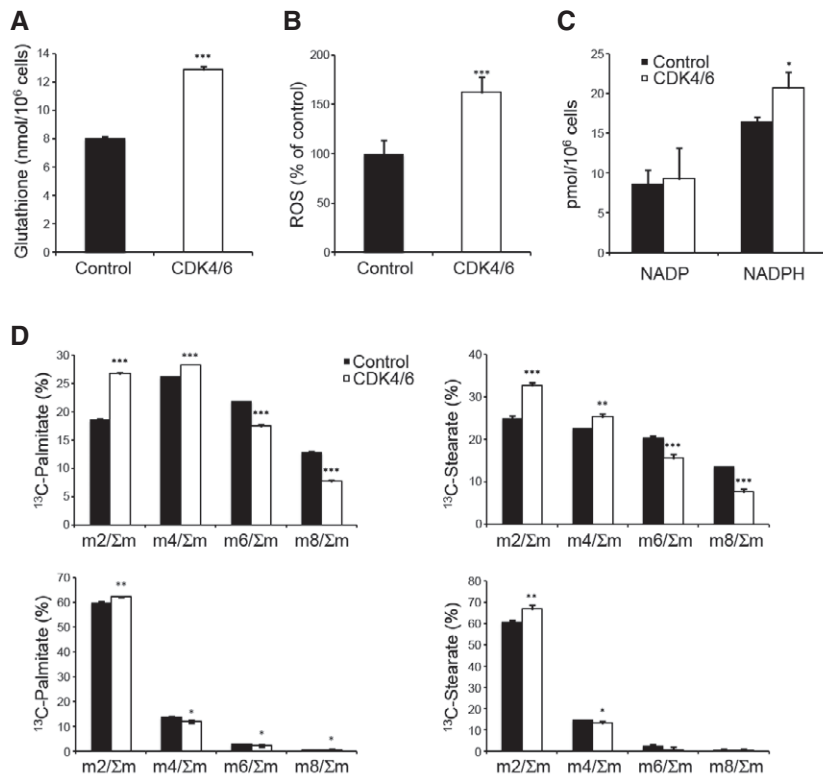 A
Glutathione (nmol/10⁶ cells)
14
12
10
8
6
4
2
0
***
Control
CDK4/6
B
ROS (% of control)
200
150
100
50
0
***
Control
CDK4/6
C
pmol/10⁶ cells
25
20
15
10
5
0
Control
CDK4/6
*
NADP
NADPH
D
¹³C-Palmitate (%)
30
25
20
15
10
5
0
*** *** *** ***
Control
CDK4/6
m2/Σm m4/Σm m6/Σm m8/Σm
¹³C-Stearate (%)
40
30
20
10
0
*** ** *** ***
m2/Σm m4/Σm m6/Σm m8/Σm
¹³C-Palmitate (%)
70
60
50
40
30
20
10
0
** * * *
m2/Σm m4/Σm m6/Σm m8/Σm
¹³C-Stearate (%)
80
70
60
50
40
30
20
10
0
** *
m2/Σm m4/Σm m6/Σm m8/Σm